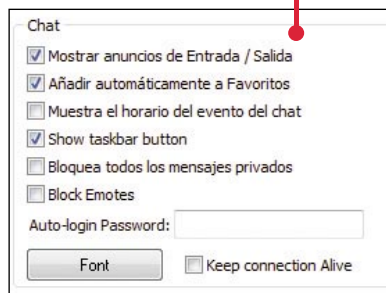 Chat
Mostrar anuncios de Entrada / Salida
Añadir automáticamente a Favoritos
Muestra el horario del evento del chat
Show taskbar button
Bloquea todos los mensajes privados
Block Emotes
Auto-login Password:
Font Keep connection Alive